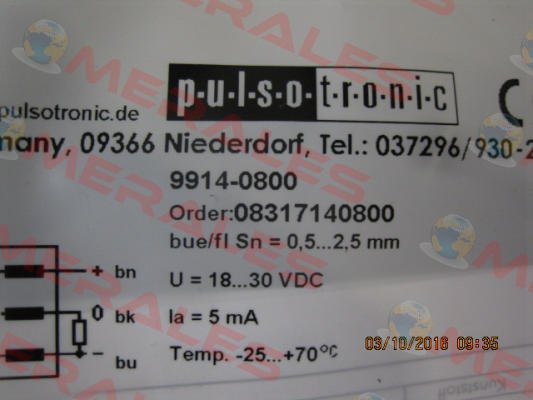 MERALES
pulsotronic.de
p·u·l·s·o·t·r·o·n·i·c
many, 09366 Niederdorf, Tel.: 037296/930-2
9914-0800
Order:08317140800
bue/fl Sn = 0,5...2,5 mm
+ bn
U = 18...30 VDC
0 bk
Ia = 5 mA
− bu
Temp. -25...+70°C
03/10/2016 09:35
Kunststoff